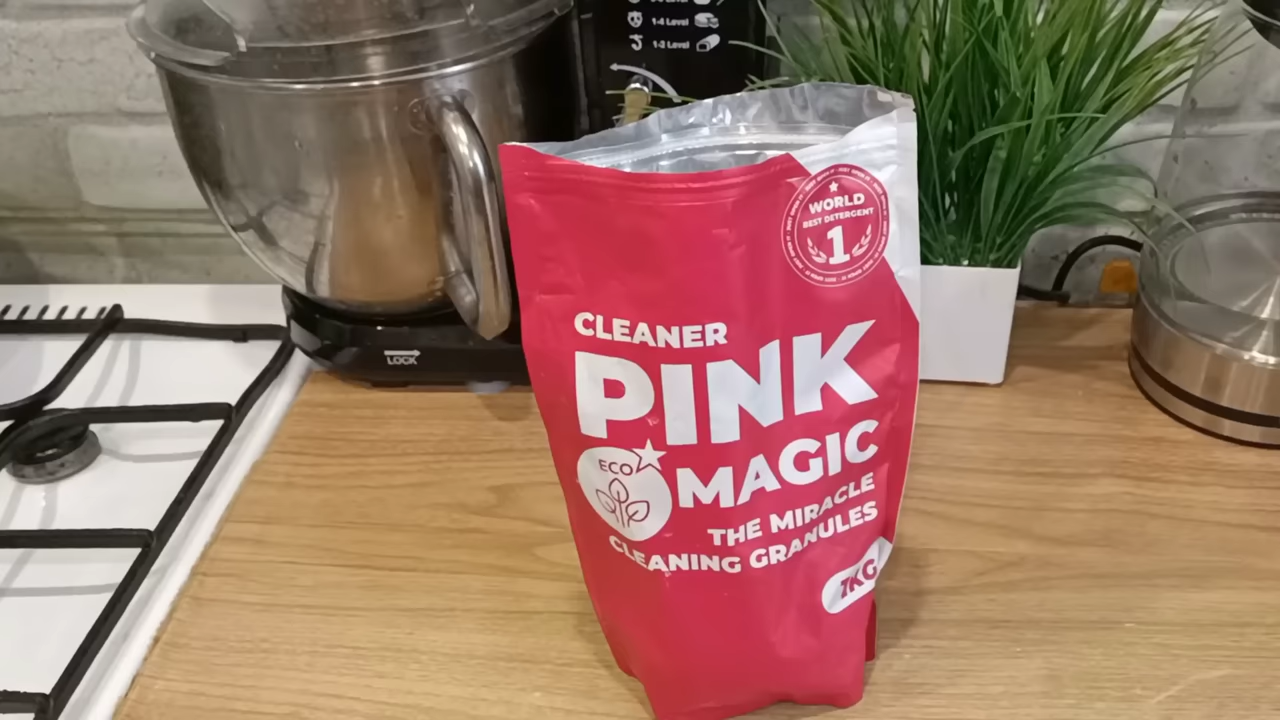 1-4 Level
1-2 Level
LOCK
WORLD
BEST DETERGENT
1
CLEANER
PINK
ECO
MAGIC
THE MIRACLE
CLEANING GRANULES
1KG